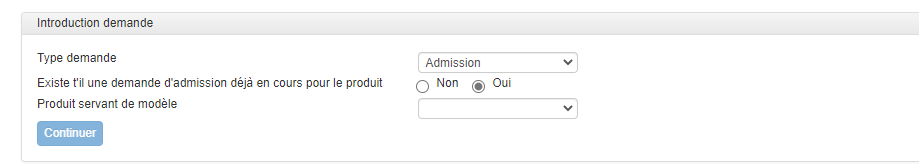 Introduction demande
Type demande Admission
Existe t'il une demande d'admission déjà en cours pour le produit Non Oui
Produit servant de modèle
Continuer